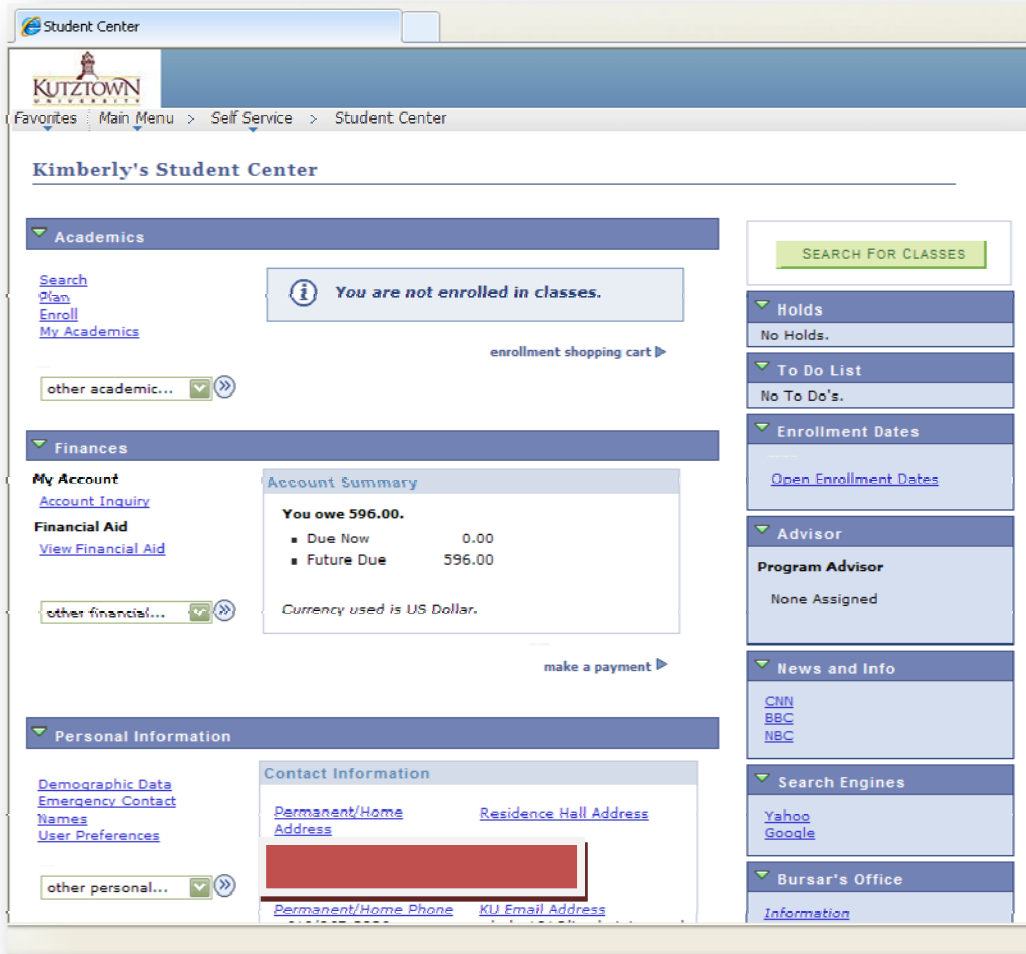 Student Center
KUTZTOWN
UNIVERSITY
Favorites Main Menu > Self Service > Student Center
Kimberly's Student Center
Academics
Search
Plan
Enroll
My Academics
You are not enrolled in classes.
enrollment shopping cart
other academic...
Finances
My Account
Account Inquiry
Financial Aid
View Financial Aid
other financial...
Account Summary
You owe 596.00.
Due Now 0.00
Future Due 596.00
Currency used is US Dollar.
make a payment
Personal Information
Demographic Data
Emergency Contact
Names
User Preferences
other personal...
Contact Information
Permanent/Home
Address
Residence Hall Address
Permanent/Home Phone KU Email Address
SEARCH FOR CLASSES
Holds
No Holds.
To Do List
No To Do's.
Enrollment Dates
Open Enrollment Dates
Advisor
Program Advisor
None Assigned
News and Info
CNN
BBC
NBC
Search Engines
Yahoo
Google
Bursar's Office
Information